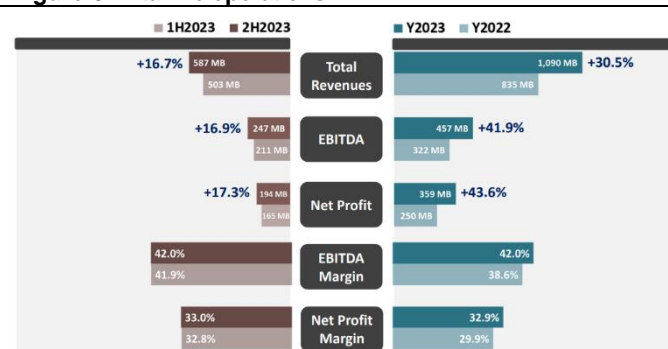 1H2023 2H2023
Y2023 Y2022
+16.7% 587 MB
503 MB
Total
Revenues
1,090 MB +30.5%
835 MB
+16.9% 247 MB
211 MB
EBITDA
457 MB +41.9%
322 MB
+17.3% 194 MB
165 MB
Net Profit
359 MB +43.6%
250 MB
42.0%
41.9%
EBITDA
Margin
42.0%
38.6%
33.0%
32.8%
Net Profit
Margin
32.9%
29.9%